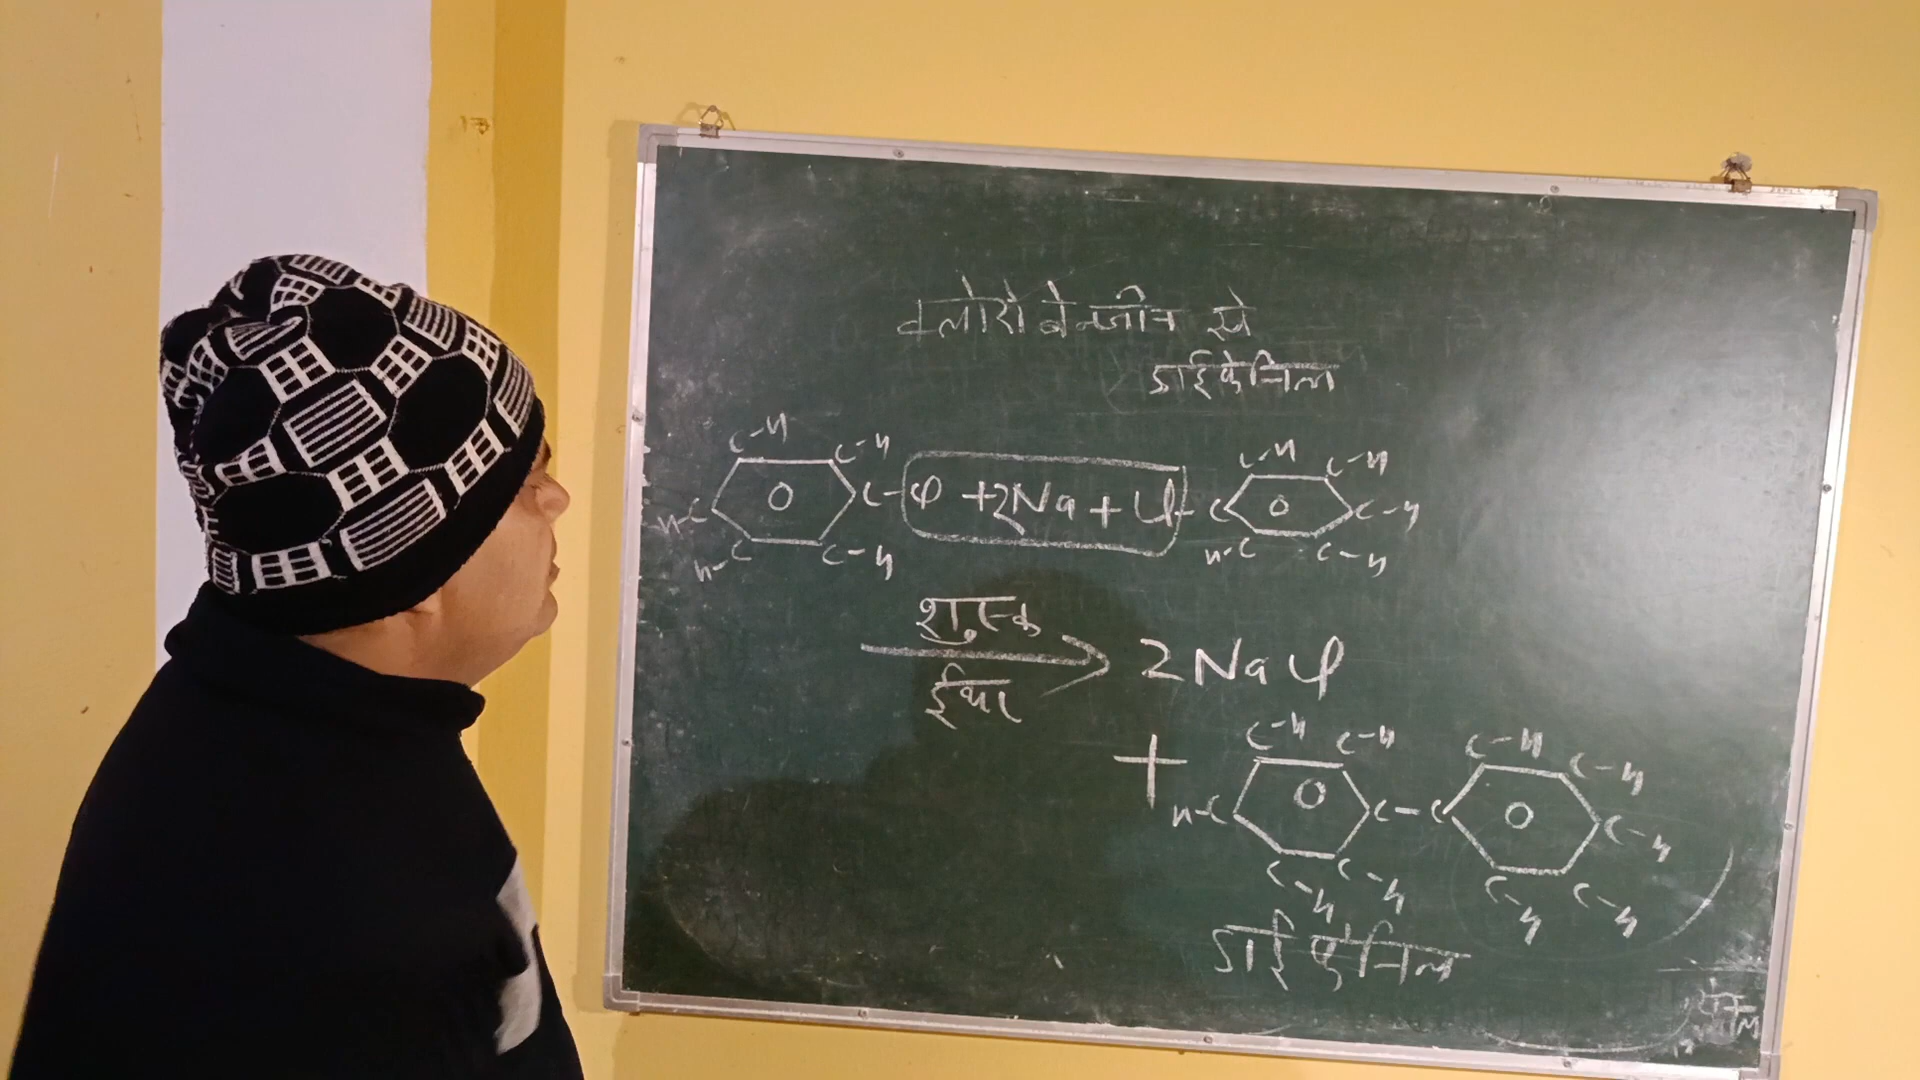 क्लोरोबेन्जीन से
डाईफेनिल
C-H C-H C-H C-H
H-C C-Cl +2Na+ Cl-C C-H
H-C C-H H-C C-H
शुस्क
ईथर
2NaCl
+
C-H C-H C-H C-H
H-C C-C C-H
C-H C-H C-H C-H
डाईफेनिल